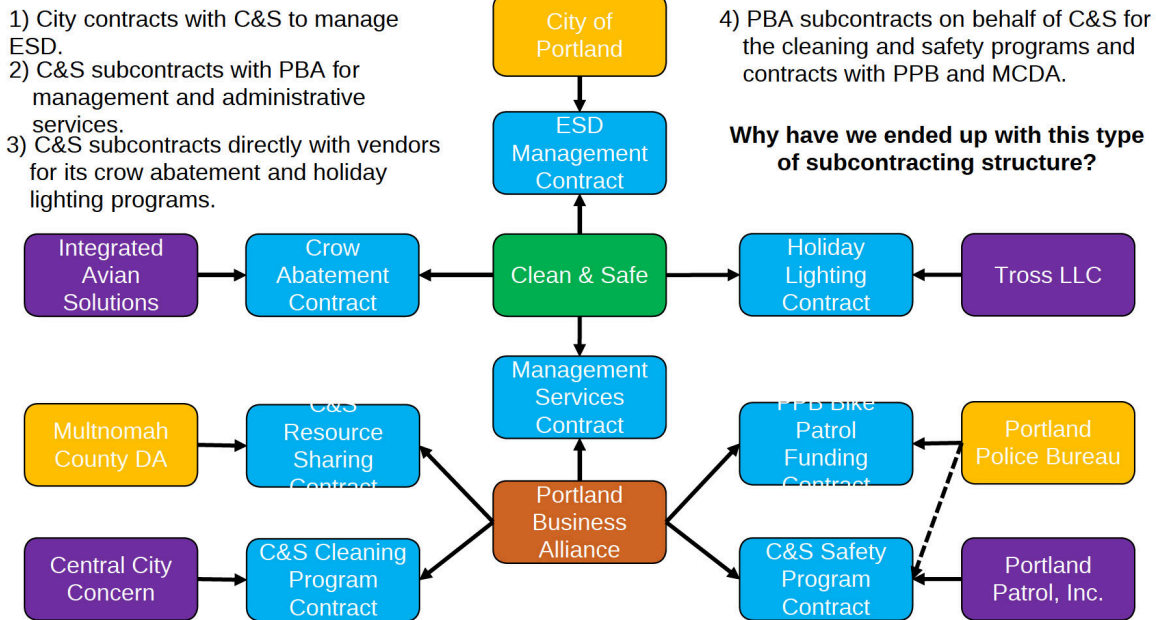 1) City contracts with C&S to manage
ESD.
2) C&S subcontracts with PBA for
management and administrative
services.
3) C&S subcontracts directly with vendors
for its crow abatement and holiday
lighting programs.
City of
Portland
4) PBA subcontracts on behalf of C&S for
the cleaning and safety programs and
contracts with PPB and MCDA.
Why have we ended up with this type
of subcontracting structure?
ESD
Management
Contract
Integrated
Avian
Solutions
Crow
Abatement
Contract
Clean & Safe
Holiday
Lighting
Contract
Tross LLC
Management
Services
Contract
Multnomah
County DA
C&S
Resource
Sharing
Contract
PPB Bike
Patrol
Funding
Contract
Portland
Police Bureau
Portland
Business
Alliance
Central City
Concern
C&S Cleaning
Program
Contract
C&S Safety
Program
Contract
Portland
Patrol, Inc.